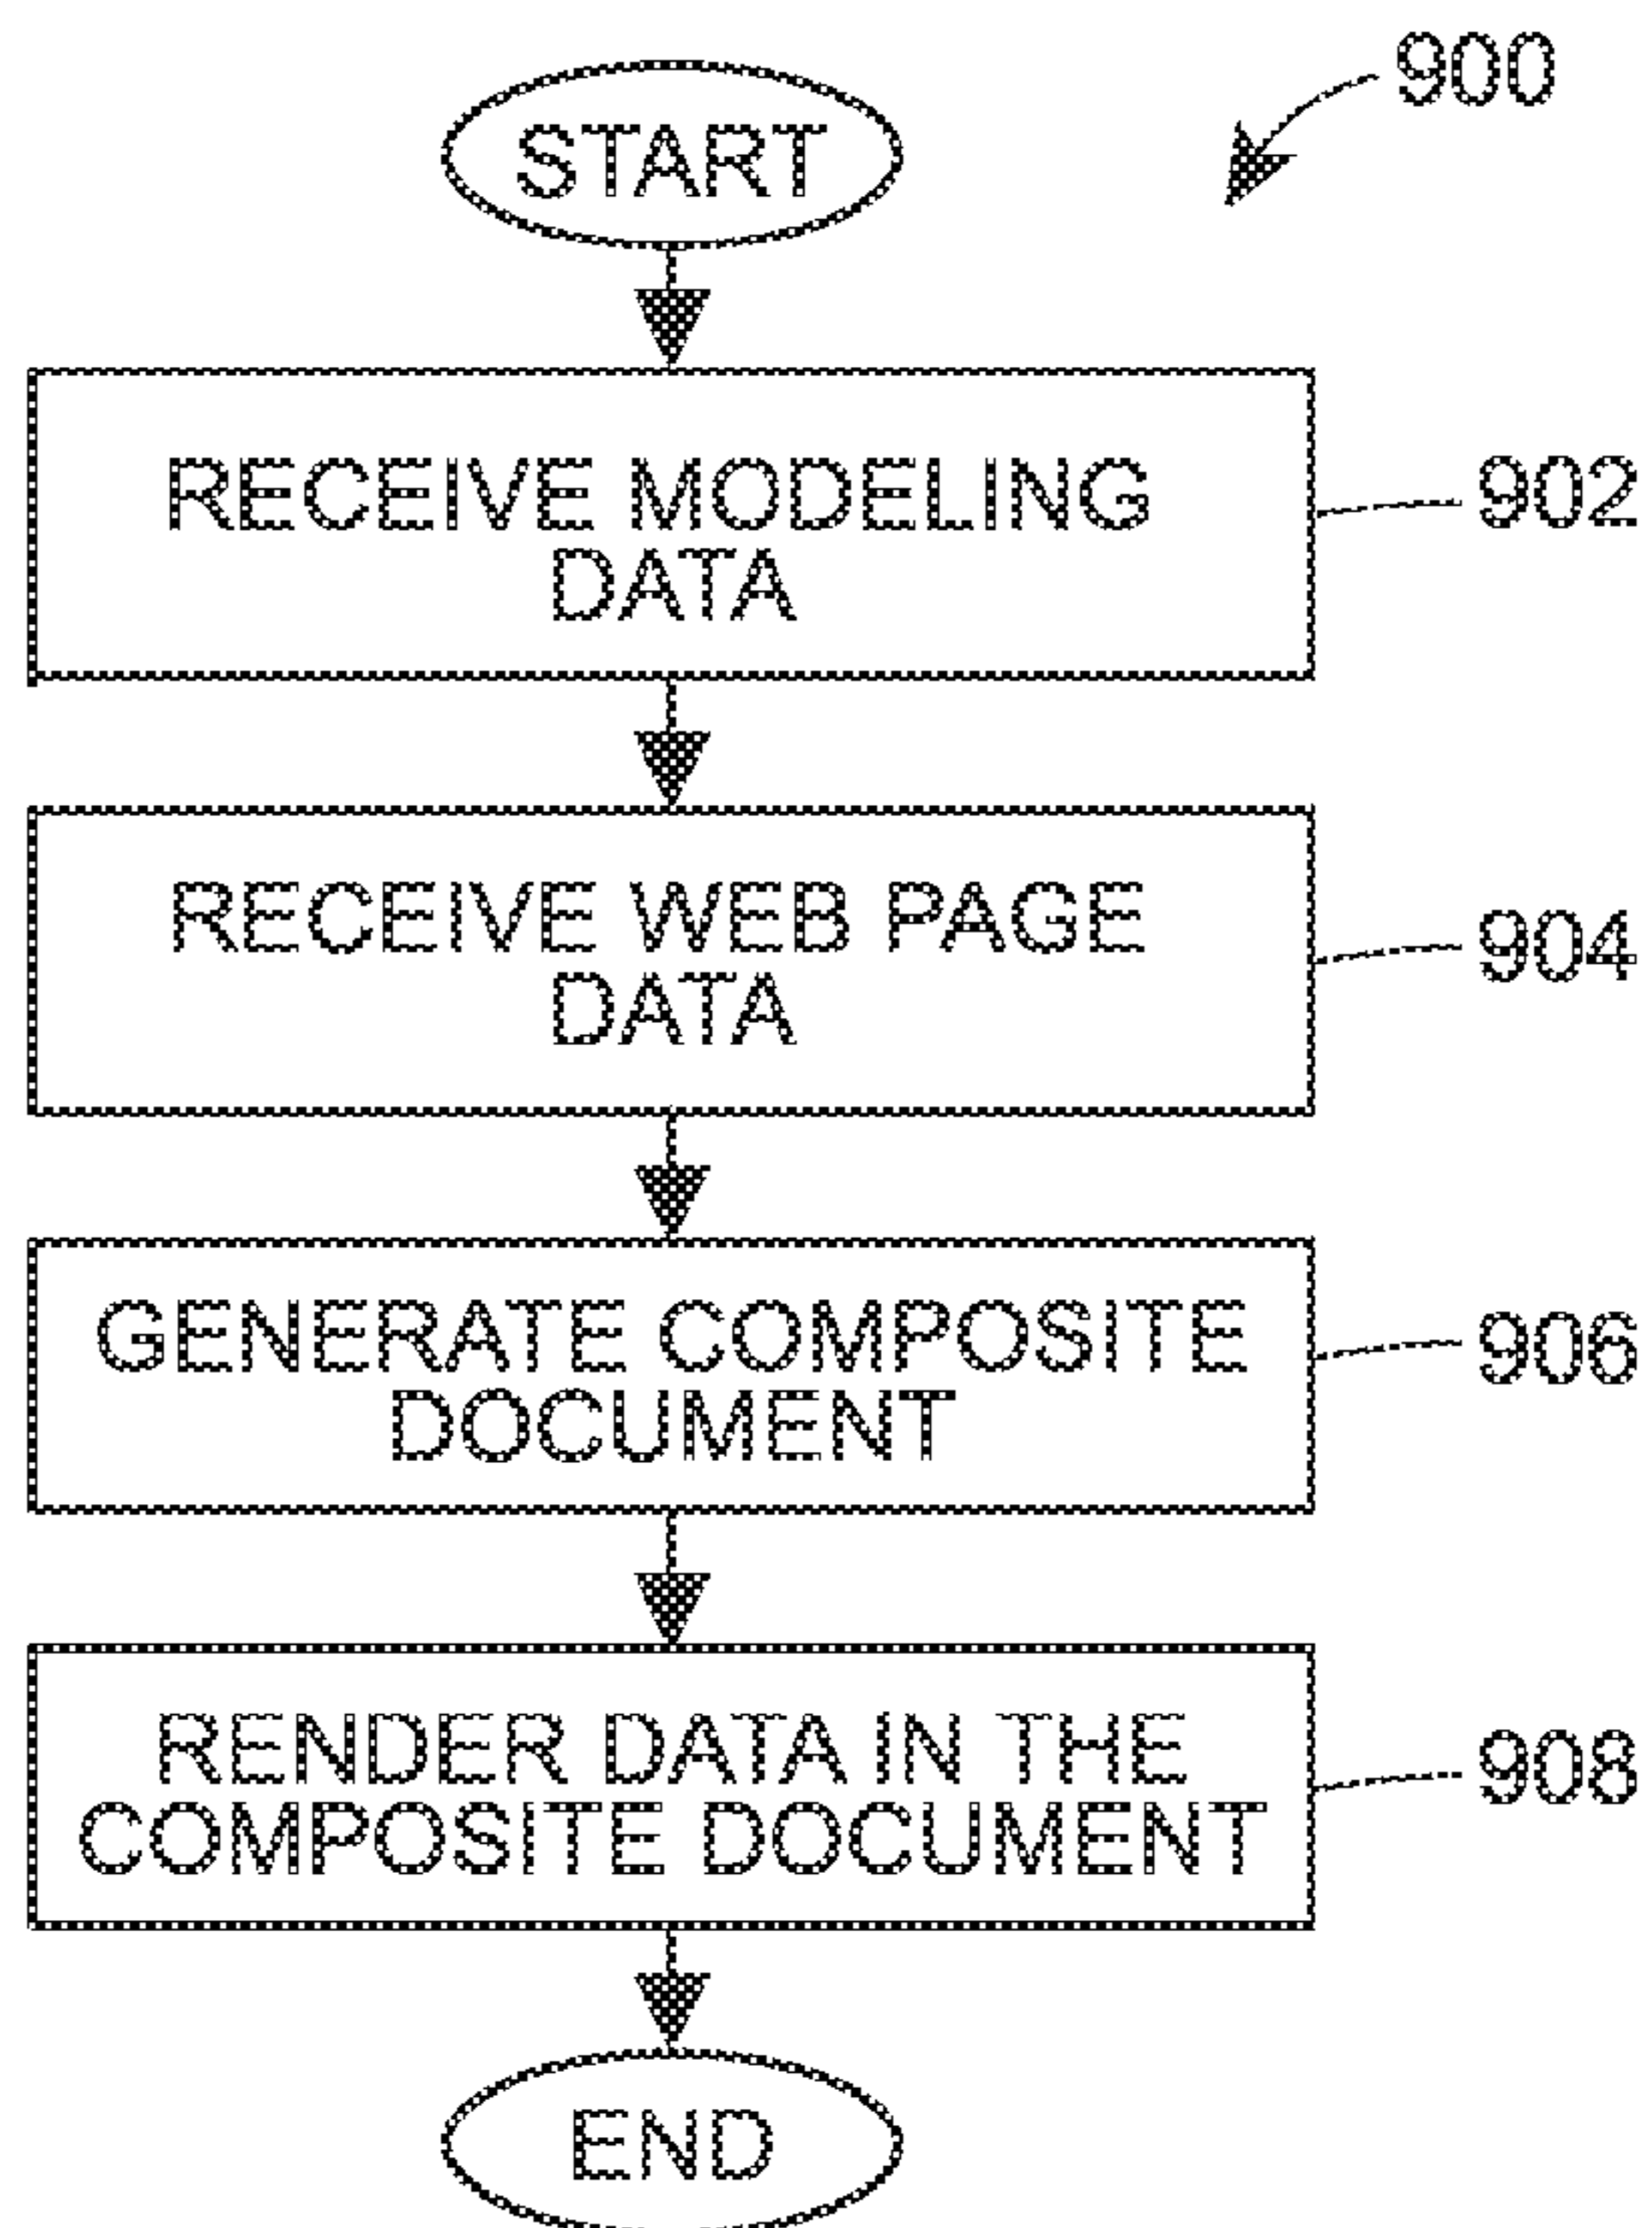 900
START
RECEIVE MODELING
DATA
902
RECEIVE WEB PAGE
DATA
904
GENERATE COMPOSITE
DOCUMENT
906
RENDER DATA IN THE
COMPOSITE DOCUMENT
908
END